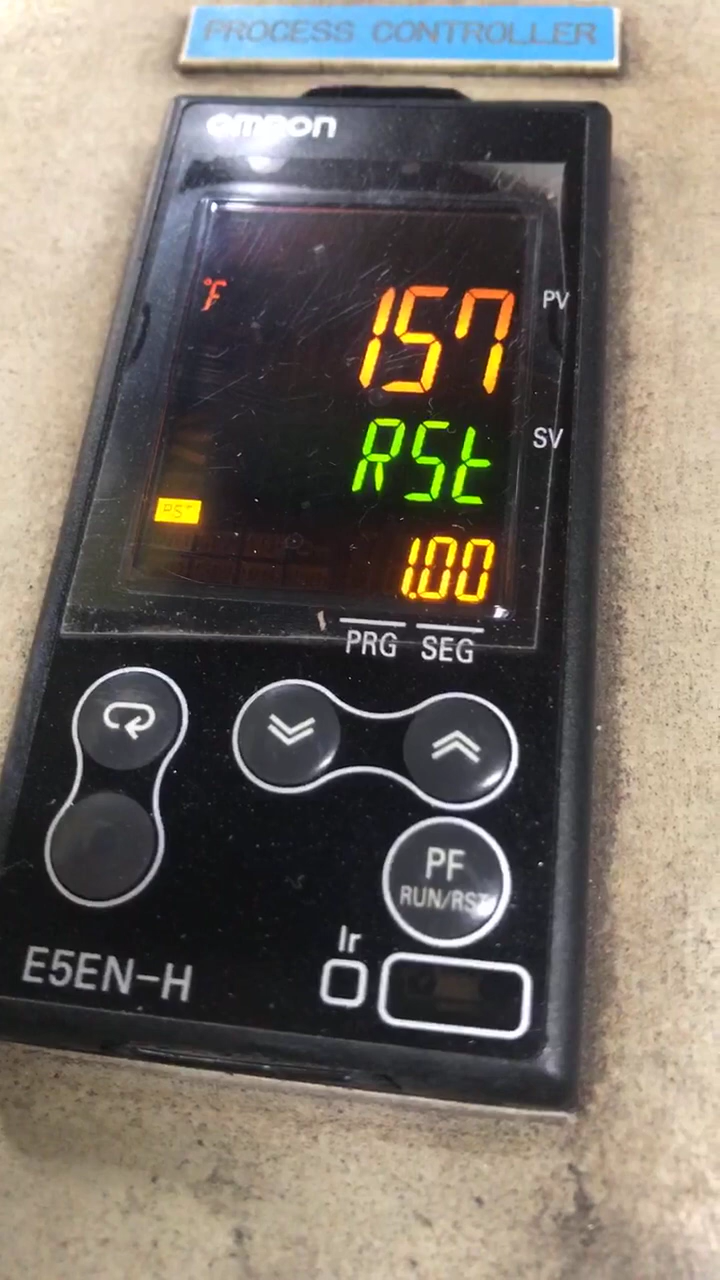 PROCESS CONTROLLER
omron
°F 157 PV
RSt SV
RST 1.00
PRG SEG
PF
RUN/RST
Ir
E5EN-H